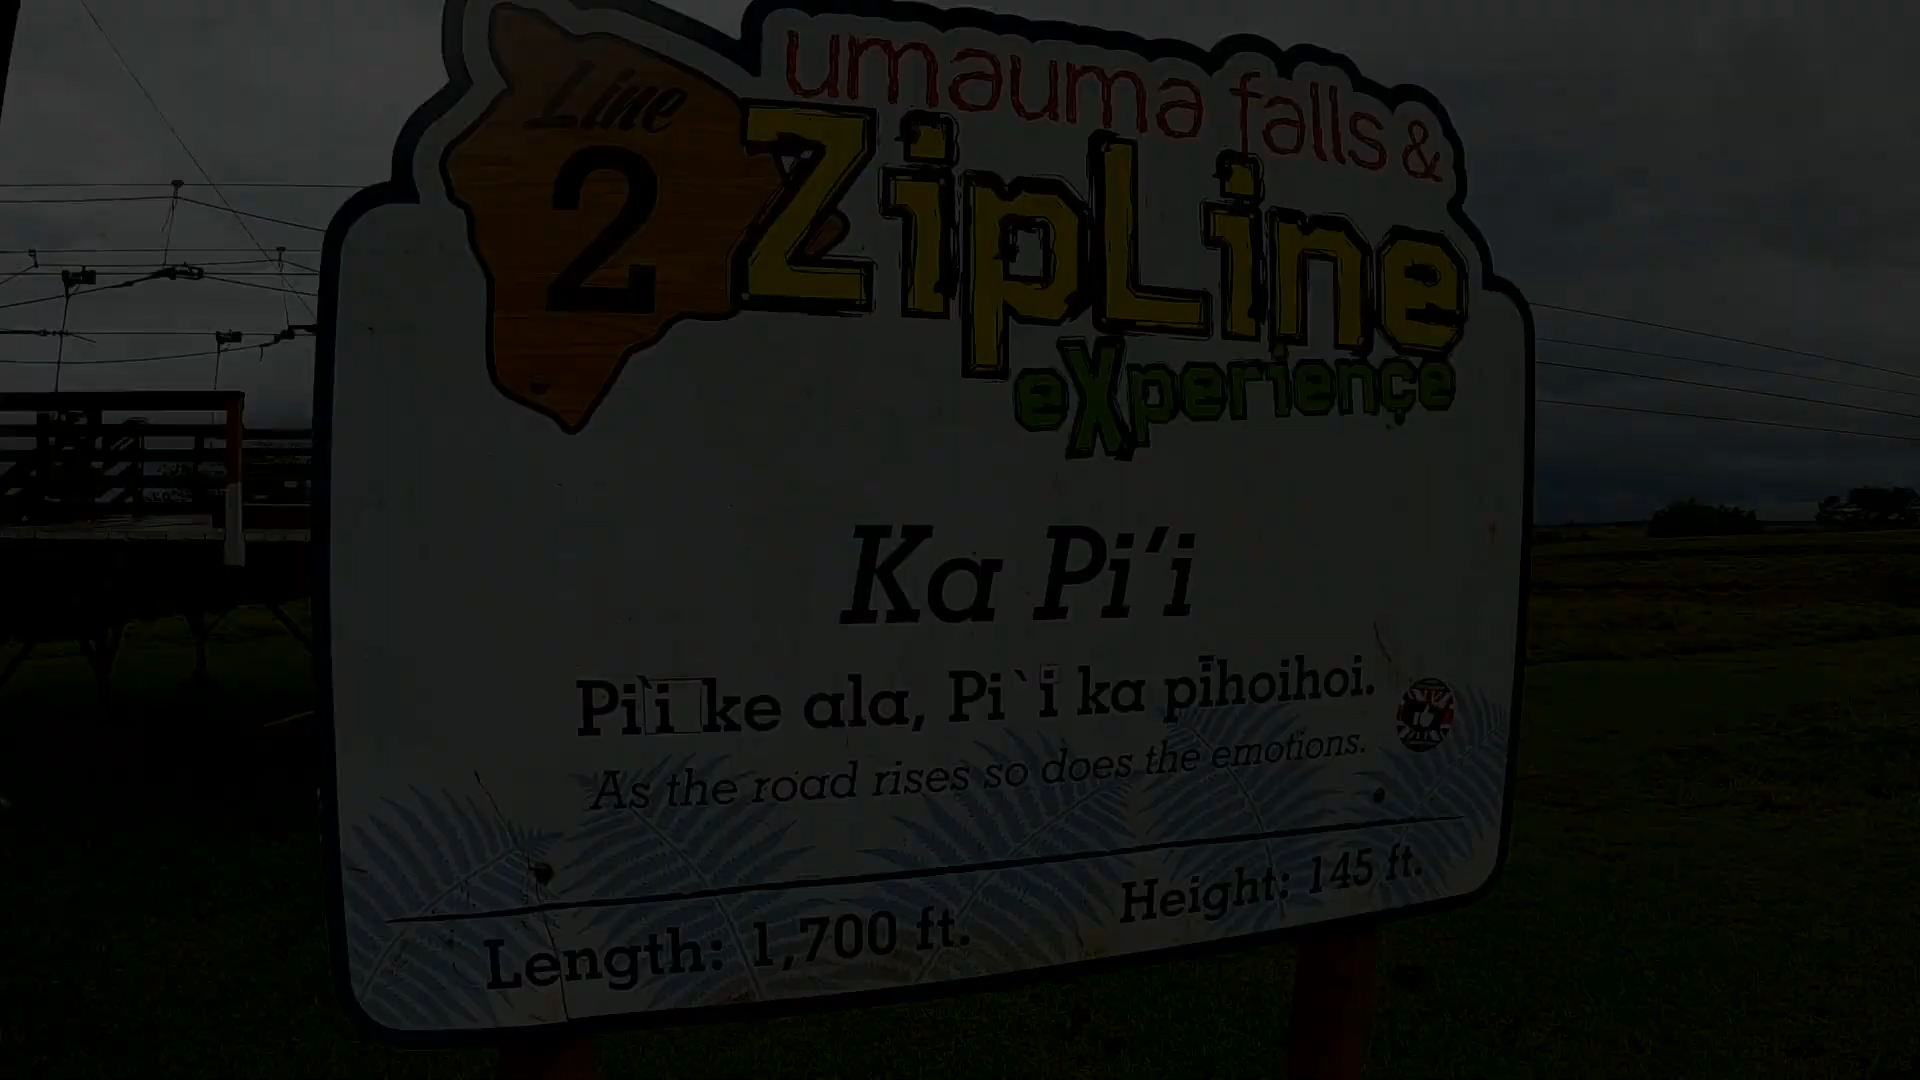 umauma falls &
Line
2
ZipLine
eXperience
Ka Pi‘i
Pi`i ke ala, Pi`i ka pīhoihoi.
As the road rises so does the emotions.
Length: 1,700 ft.
Height: 145 ft.